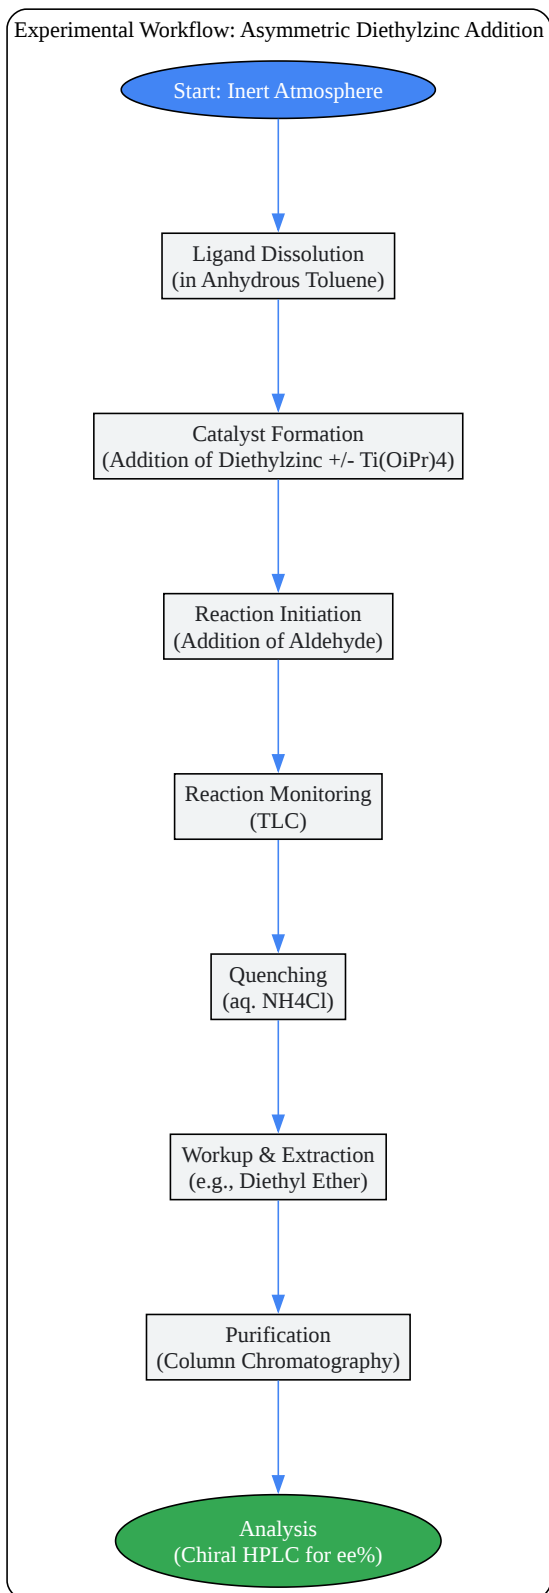 Experimental Workflow: Asymmetric Diethylzinc Addition
Start: Inert Atmosphere
Ligand Dissolution
(in Anhydrous Toluene)
Catalyst Formation
(Addition of Diethylzinc +/- Ti(OiPr)4)
Reaction Initiation
(Addition of Aldehyde)
Reaction Monitoring
(TLC)
Quenching
(aq. NH4Cl)
Workup & Extraction
(e.g., Diethyl Ether)
Purification
(Column Chromatography)
Analysis
(Chiral HPLC for ee%)